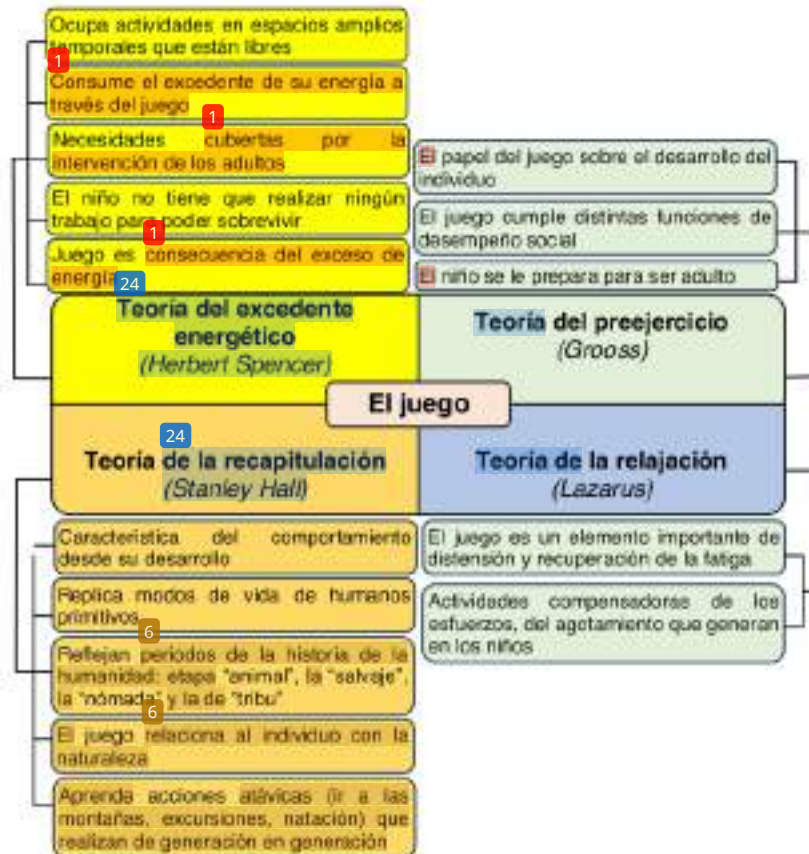 Ocupa actividades en espacios amplios
temporales que están libres
1
Consume el excedente de su energía a
través del juego
1
Necesidades cubiertas por la
intervención de los adultos
El niño no tiene que realizar ningún
trabajo para poder sobrevivir
1
Juego es consecuencia del exceso de
energía
24
Teoría del excedente
energético
(Herbert Spencer)
El papel del juego sobre el desarrollo del
individuo
El juego cumple distintas funciones de
desempeño social
El niño se le prepara para ser adulto
Teoría del preejercicio
(Grooss)
El juego
24
Teoría de la recapitulación
(Stanley Hall)
Teoría de la relajación
(Lazarus)
Característica del comportamiento
desde su desarrollo
Replica modos de vida de humanos
primitivos
6
Reflejan periodos de la historia de la
humanidad: etapa "animal", la "salvaje",
la "nómada" y la de "tribu"
6
El juego relaciona al individuo con la
naturaleza
Aprende acciones atávicas (ir a las
montañas, excursiones, natación) que
realizan de generación en generación
El juego es un elemento importante de
distensión y recuperación de la fatiga
Actividades compensadoras de los
esfuerzos, del agotamiento que generan
en los niños